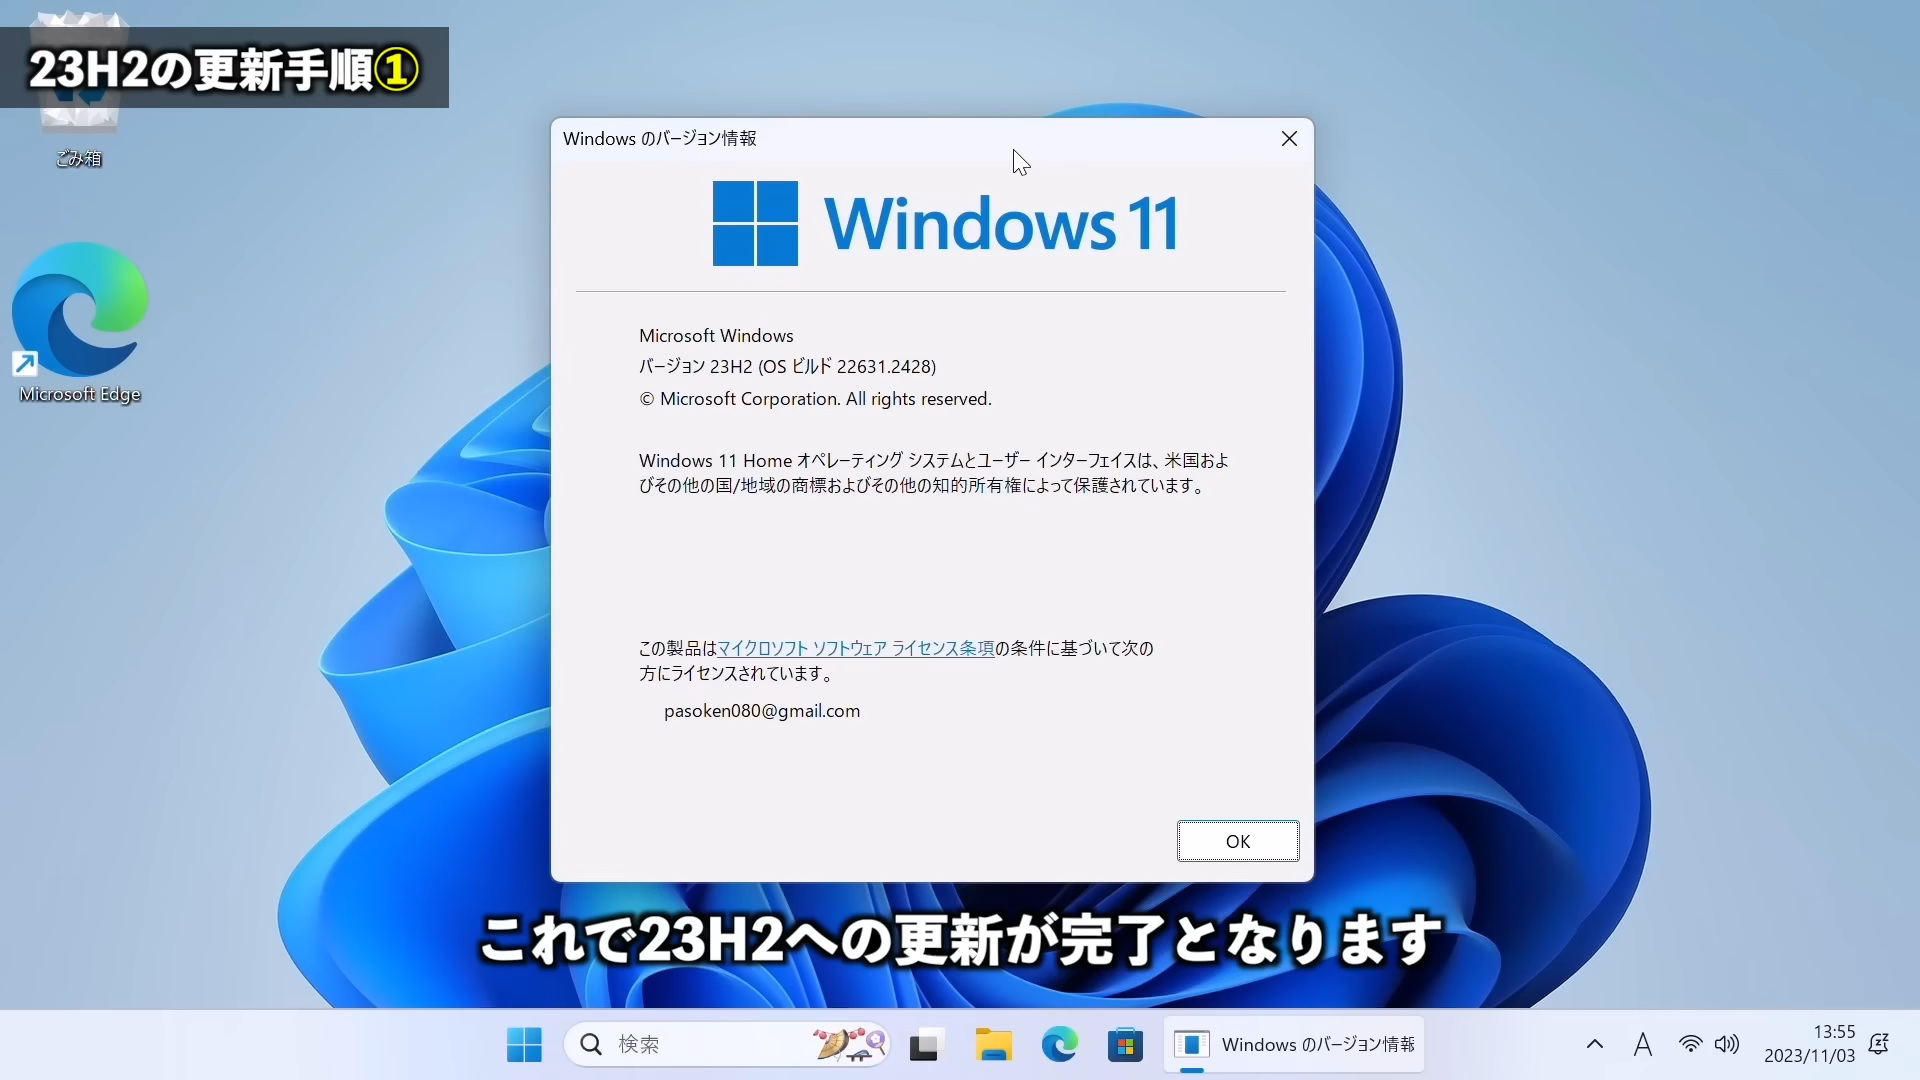 23H2の更新手順①
ごみ箱
Microsoft Edge
Windows のバージョン情報
Windows 11
Microsoft Windows
バージョン 23H2 (OS ビルド 22631.2428)
© Microsoft Corporation. All rights reserved.
Windows 11 Home オペレーティング システムとユーザー インターフェイスは、米国およ
びその他の国/地域の商標およびその他の知的所有権によって保護されています。
この製品はマイクロソフト ソフトウェア ライセンス条項の条件に基づいて次の
方にライセンスされています。
pasoken080@gmail.com
OK
これで23H2への更新が完了となります
検索
Windows のバージョン情報
A
13:55
2023/11/03